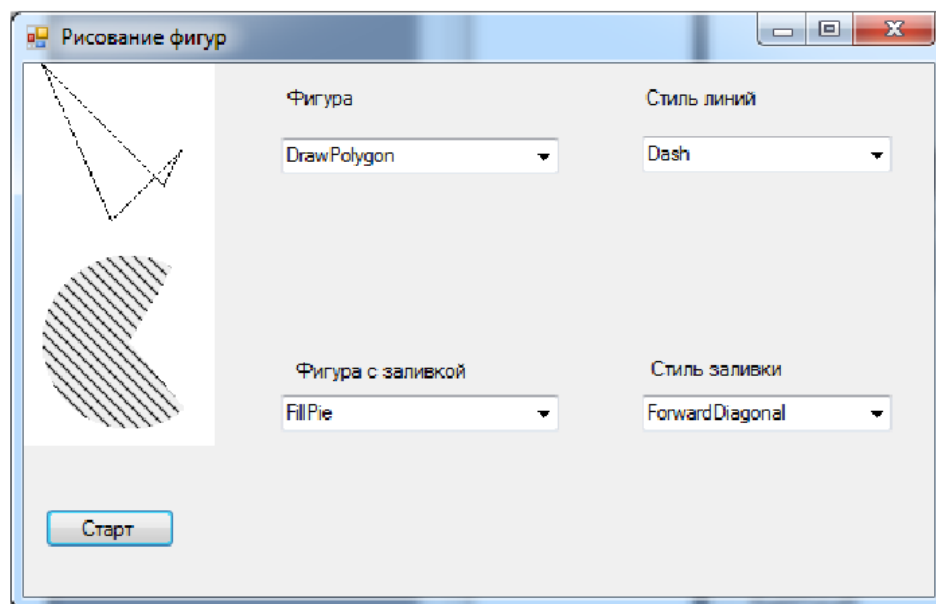 Рисование фигур
Фигура
Стиль линий
DrawPolygon
Dash
Фигура с заливкой
Стиль заливки
FillPie
ForwardDiagonal
Старт